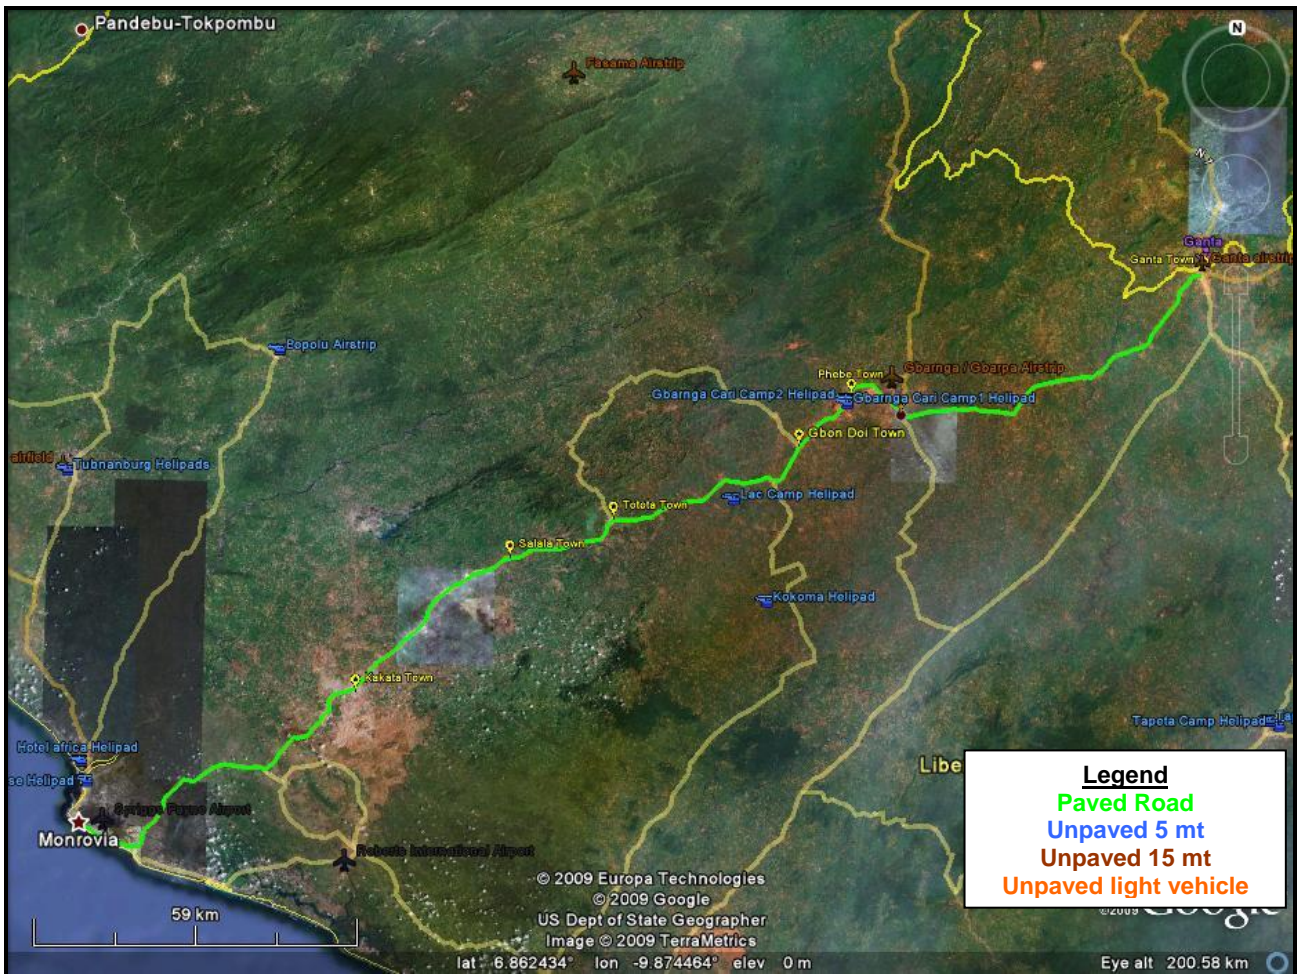 Pandebu-Tokpombu
N
Fasama Airstrip
Ganta
Ganta Town
Ganta airstrip
Bopolu Airstrip
Phebe Town
Gbarnga / Gbarpa Airstrip
Gbarnga Cari Camp2 Helipad
Gbarnga Cari Camp1 Helipad
Gbon Doi Town
airfield
Tubnanburg Helipads
Lac Camp Helipad
Totota Town
Salala Town
Kokoma Helipad
Kakata Town
Tapeta Camp Helipad
Ta
Hotel africa Helipad
se Helipad
Spriggs Payne Airport
Monrovia
Roberts International Airport
Libe
Legend
Paved Road
Unpaved 5 mt
Unpaved 15 mt
Unpaved light vehicle
© 2009 Europa Technologies
© 2009 Google
US Dept of State Geographer
Image © 2009 TerraMetrics
©2009 Google
59 km
lat 6.862434° lon -9.874464° elev 0 m
Eye alt 200.58 km